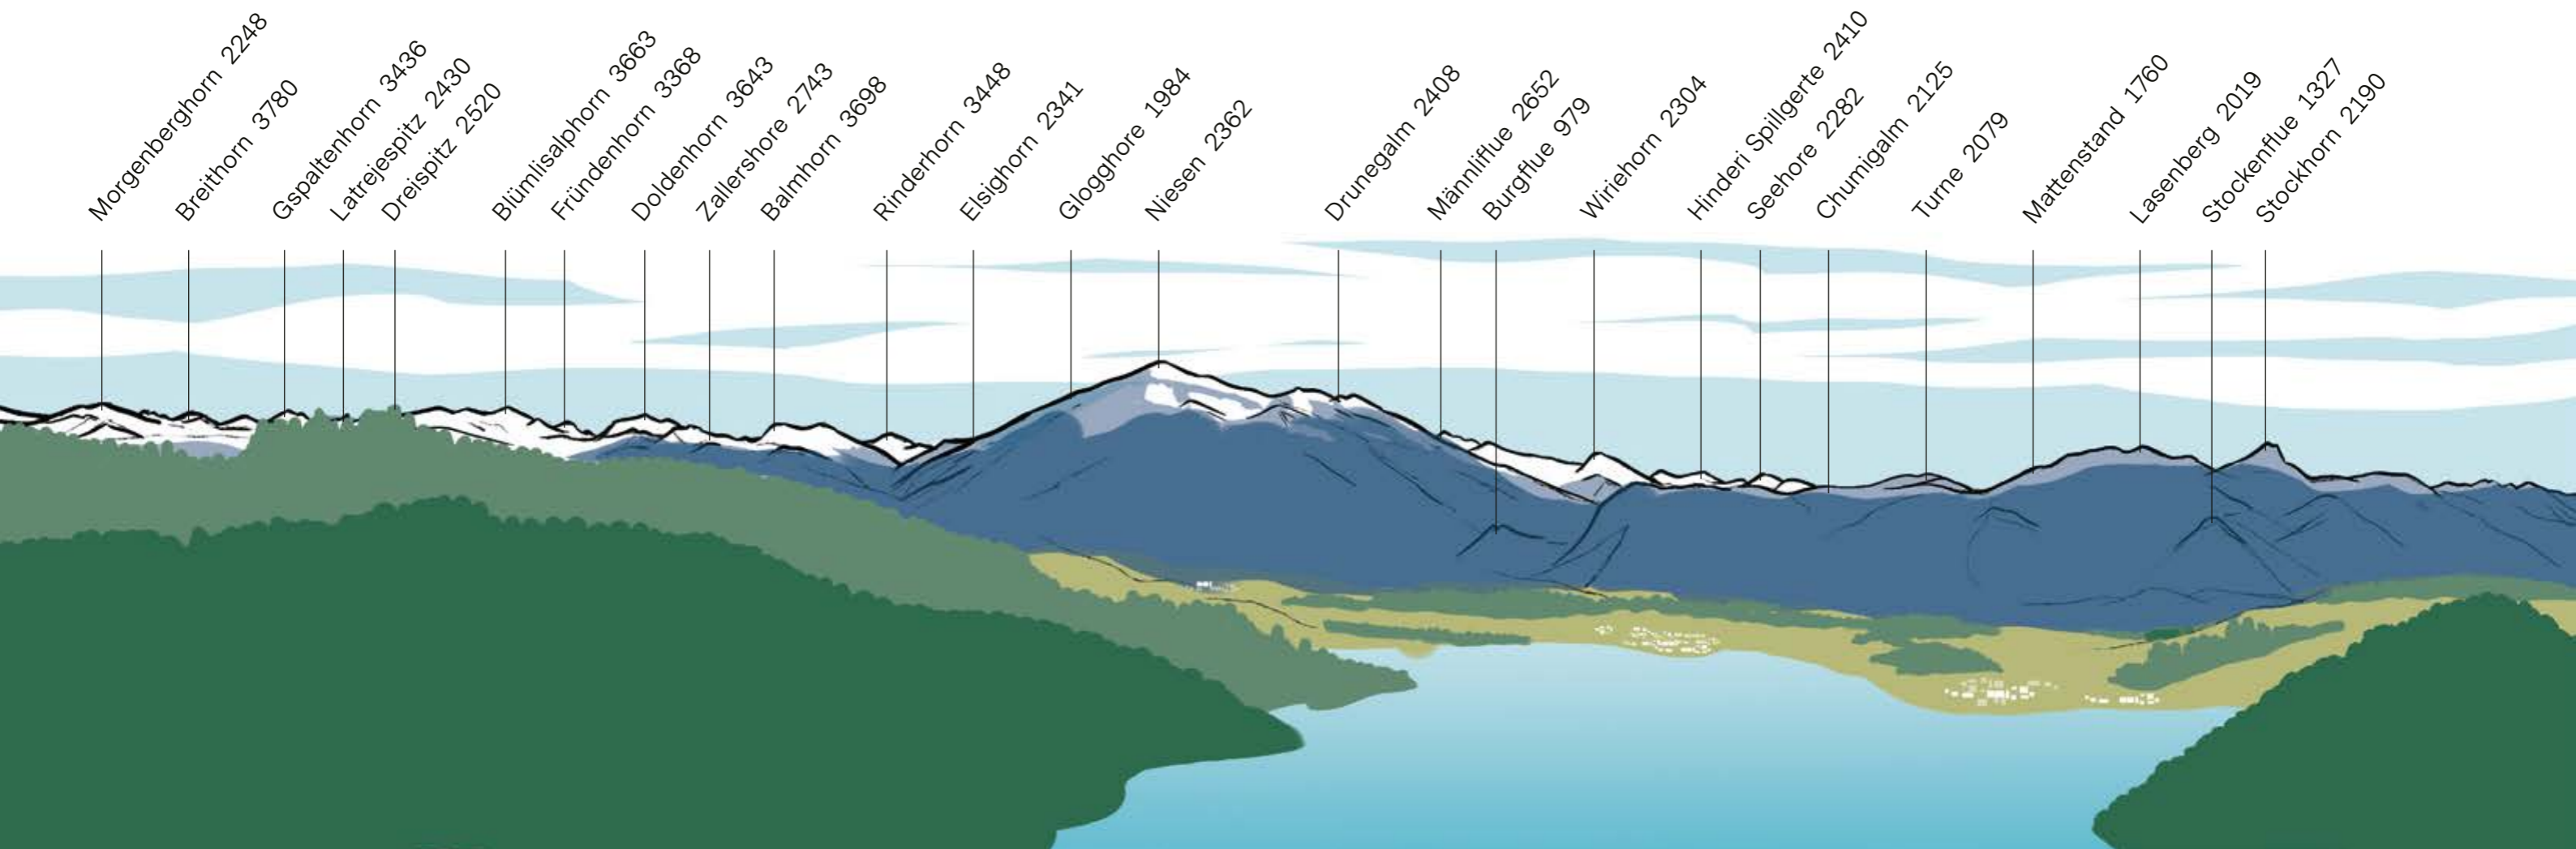 Morgenberghorn 2248
Breithorn 3780
Gspaltenhorn 3436
Latrejespitz 2430
Dreispitz 2520
Blümlisalphorn 3663
Fründenhorn 3368
Doldenhorn 3643
Zallershore 2743
Balmhorn 3698
Rinderhorn 3448
Elsighorn 2341
Glogghore 1984
Niesen 2362
Drunegalm 2408
Männliflue 2652
Burgflue 979
Wiriehorn 2304
Hinderi Spillgerte 2410
Seehore 2282
Chumigalm 2125
Turne 2079
Mattenstand 1760
Lasenberg 2019
Stockenflue 1327
Stockhorn 2190